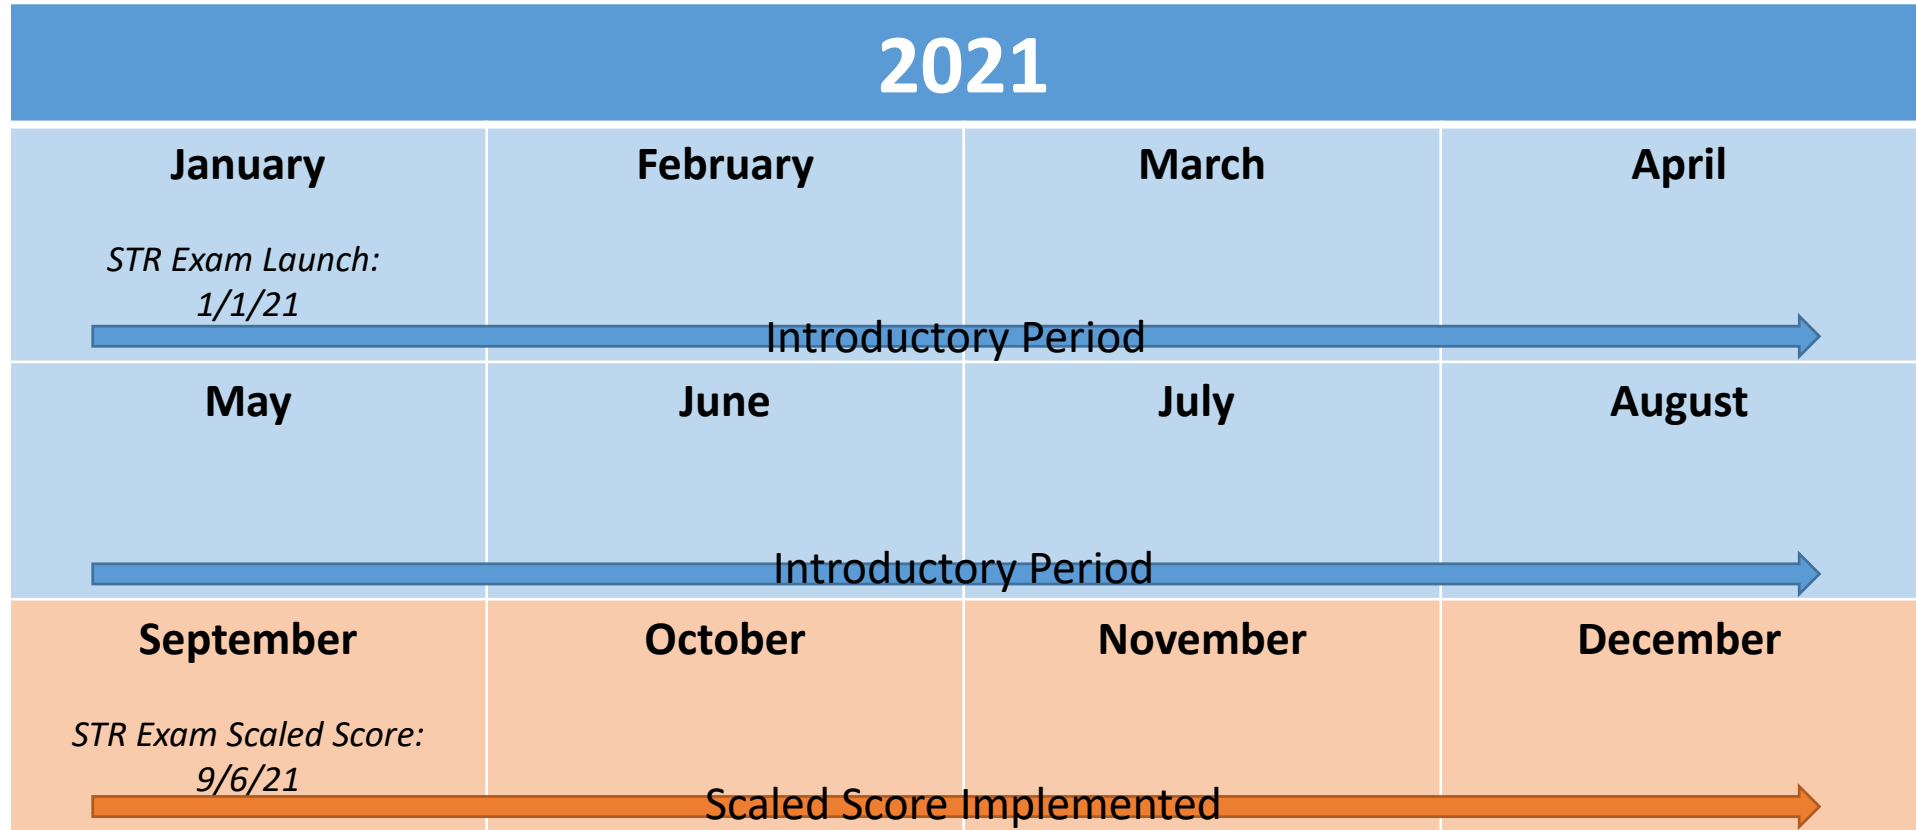 2021
January February March April
STR Exam Launch:
1/1/21
Introductory Period
May June July August
Introductory Period
September October November December
STR Exam Scaled Score:
9/6/21
Scaled Score Implemented